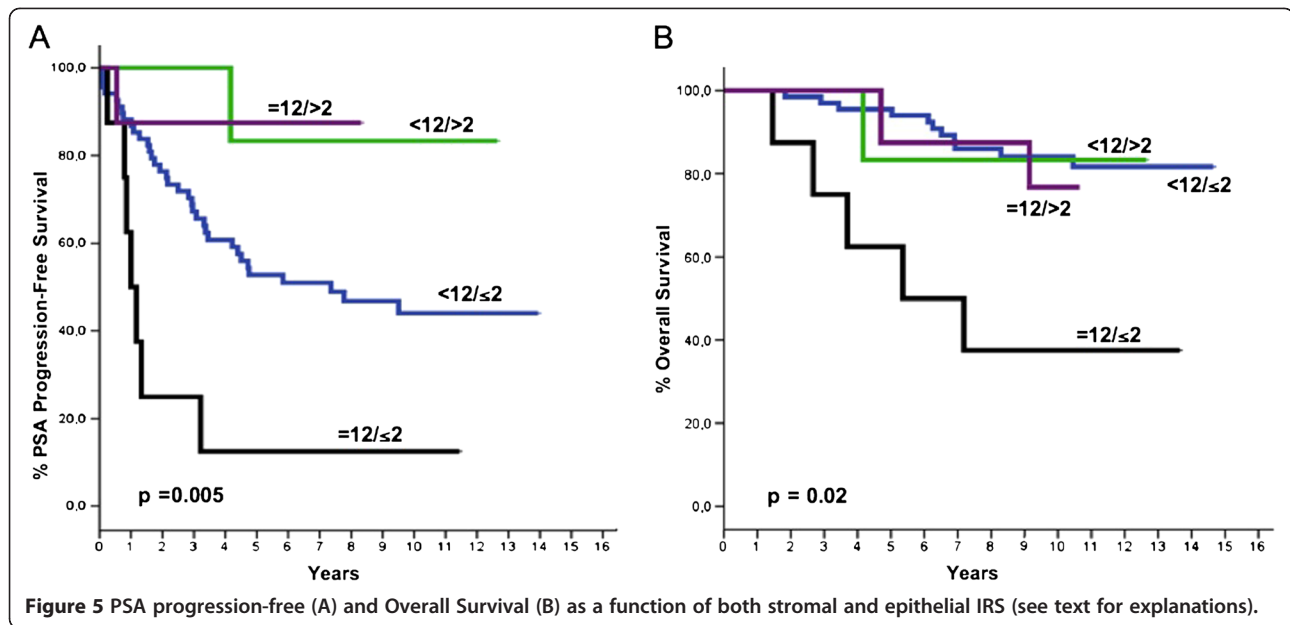 A
% PSA Progression-Free Survival
100,0
80,0
60,0
40,0
20,0
0,0
=12/>2
<12/>2
<12/≤2
=12/≤2
p =0.005
0 1 2 3 4 5 6 7 8 9 10 11 12 13 14 15 16
Years
B
% Overall Survival
100,0
80,0
60,0
40,0
20,0
0,0
<12/>2
<12/≤2
=12/>2
=12/≤2
p = 0.02
0 1 2 3 4 5 6 7 8 9 10 11 12 13 14 15 16
Years
Figure 5 PSA progression-free (A) and Overall Survival (B) as a function of both stromal and epithelial IRS (see text for explanations).